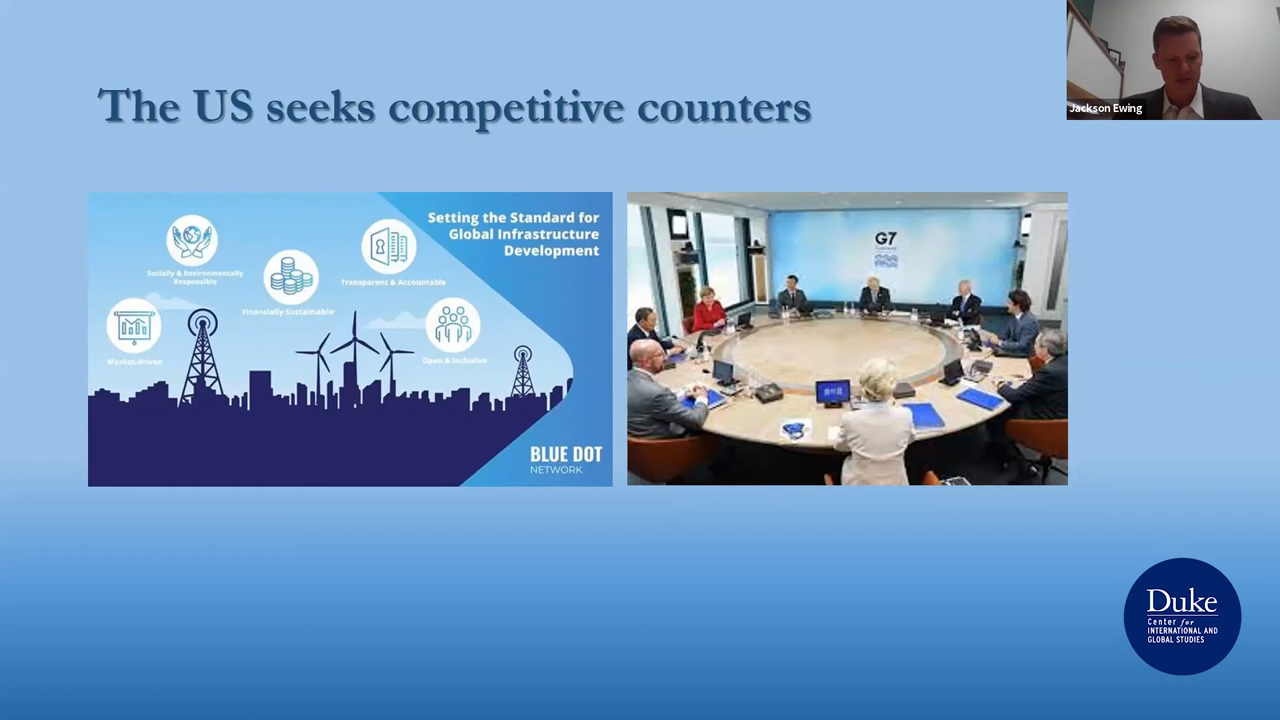 The US seeks competitive counters
Jackson Ewing
Setting the Standard for
Global Infrastructure
Development
Socially & Environmentally
Responsible
Transparent & Accountable
Financially Sustainable
Market-driven
Open & Inclusive
BLUE DOT
NETWORK
G7
Duke
Center for
INTERNATIONAL AND
GLOBAL STUDIES